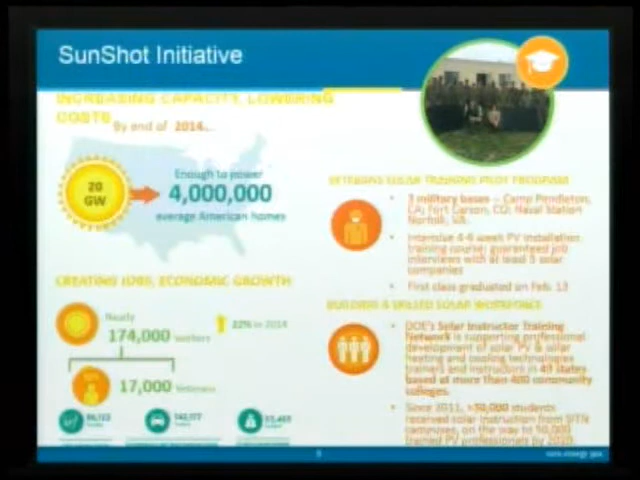 SunShot Initiative
INCREASING CAPACITY, LOWERING
COSTS
By end of 2014...
20
GW
Enough to power
4,000,000
average American homes
CREATING JOBS, ECONOMIC GROWTH
Nearly
174,000 workers
22% in 2014
17,000 Veterans
VETERANS SOLAR TRAINING PILOT PROGRAM
• 3 military bases – Camp Pendleton,
CA; Fort Carson, CO; Naval Station
Norfolk, VA
• Intensive 4-6 week PV installation
training course; guaranteed job
interviews with at least 5 solar
companies
• First class graduated on Feb. 13
BUILDING A SKILLED SOLAR WORKFORCE
• DOE's Solar Instructor Training
Network is supporting professional
development of solar PV & solar
heating and cooling technologies
trainers and instructors in 49 states
based at more than 400 community
colleges.
• Since 2011, >30,000 students
received solar instruction from SITN
campuses, on the way to 50,000
trained PV professionals by 2020.